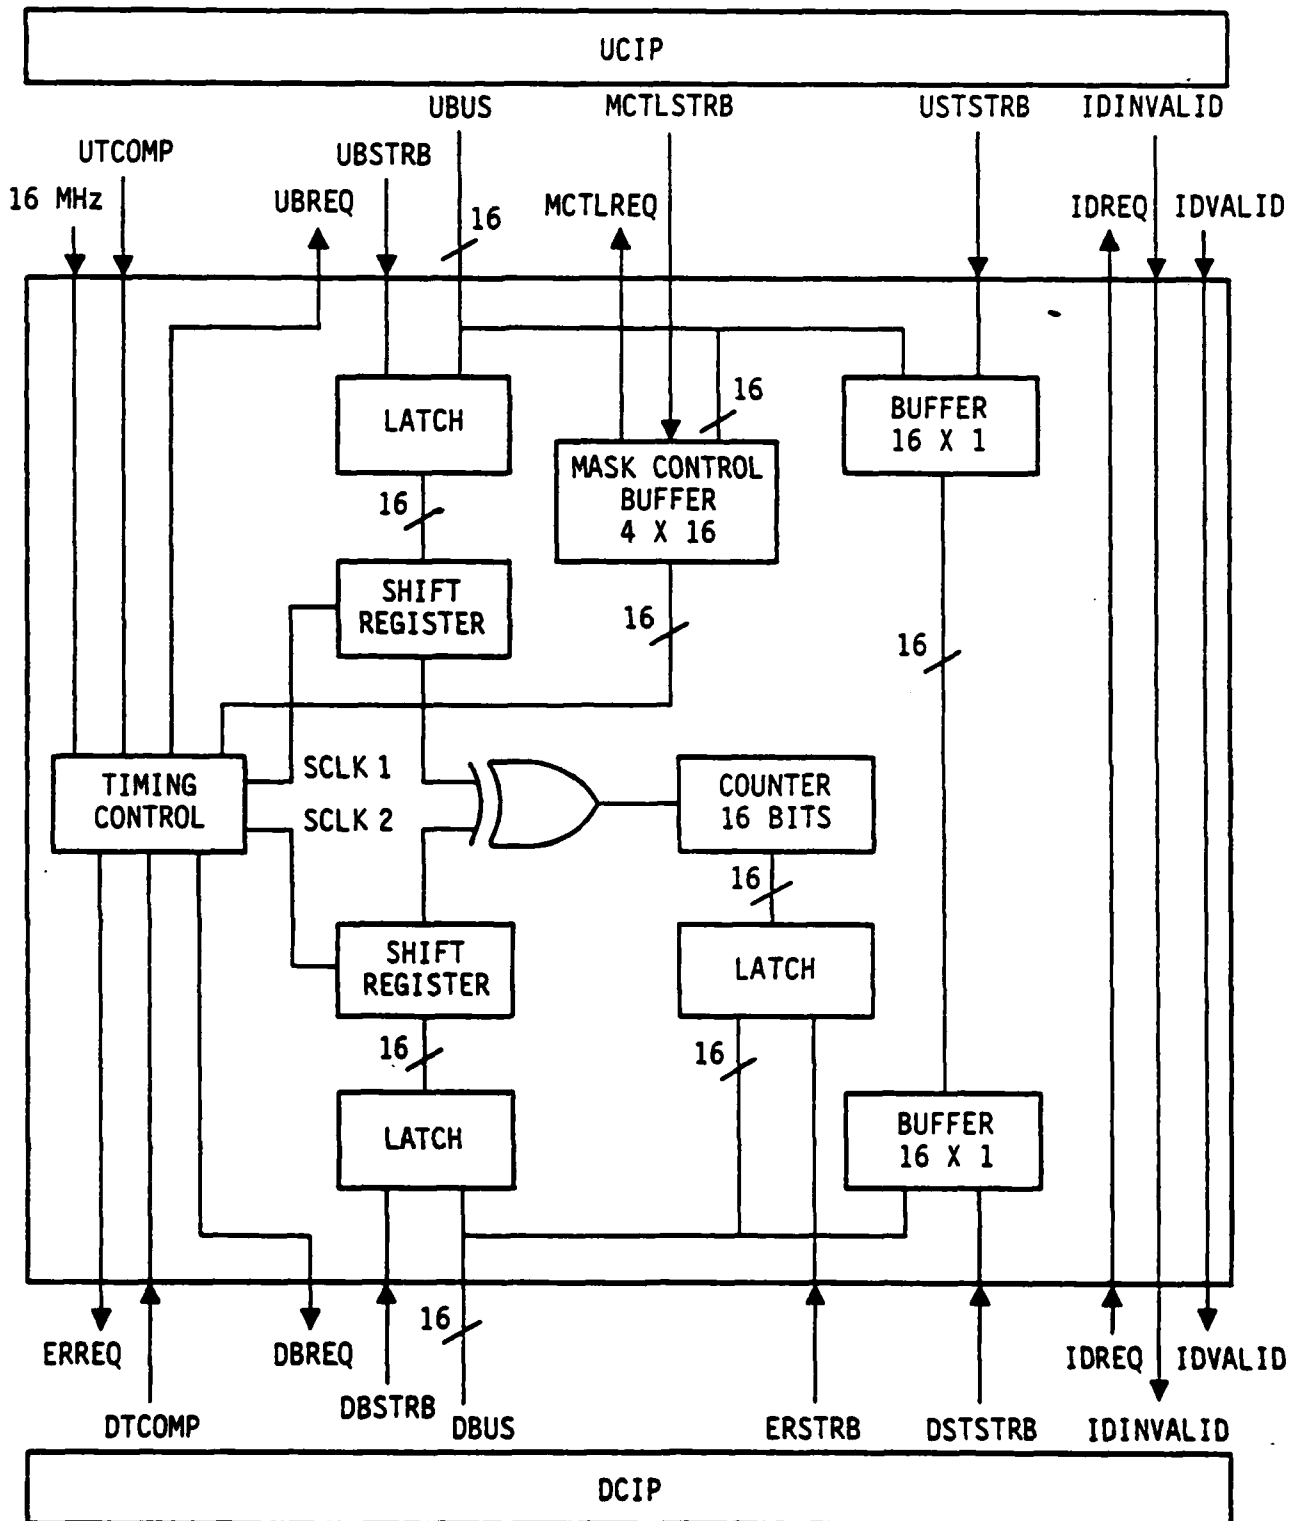 UCIP
UBUS MCTLSTRB USTSTRB IDINVALID
UTCOMP UBSTRB
16 MHz UBREQ 16 MCTLREQ IDREQ IDVALID
LATCH 16 BUFFER
16 X 1
MASK CONTROL
BUFFER
4 X 16
16
SHIFT
REGISTER
16
16
TIMING
CONTROL
SCLK 1
SCLK 2
COUNTER
16 BITS
16
SHIFT
REGISTER
LATCH
16
16
LATCH
BUFFER
16 X 1
16
ERREQ DBREQ IDREQ IDVALID
DTCOMP DBSTRB DBUS ERSTRB DSTSTRB IDINVALID
DCIP